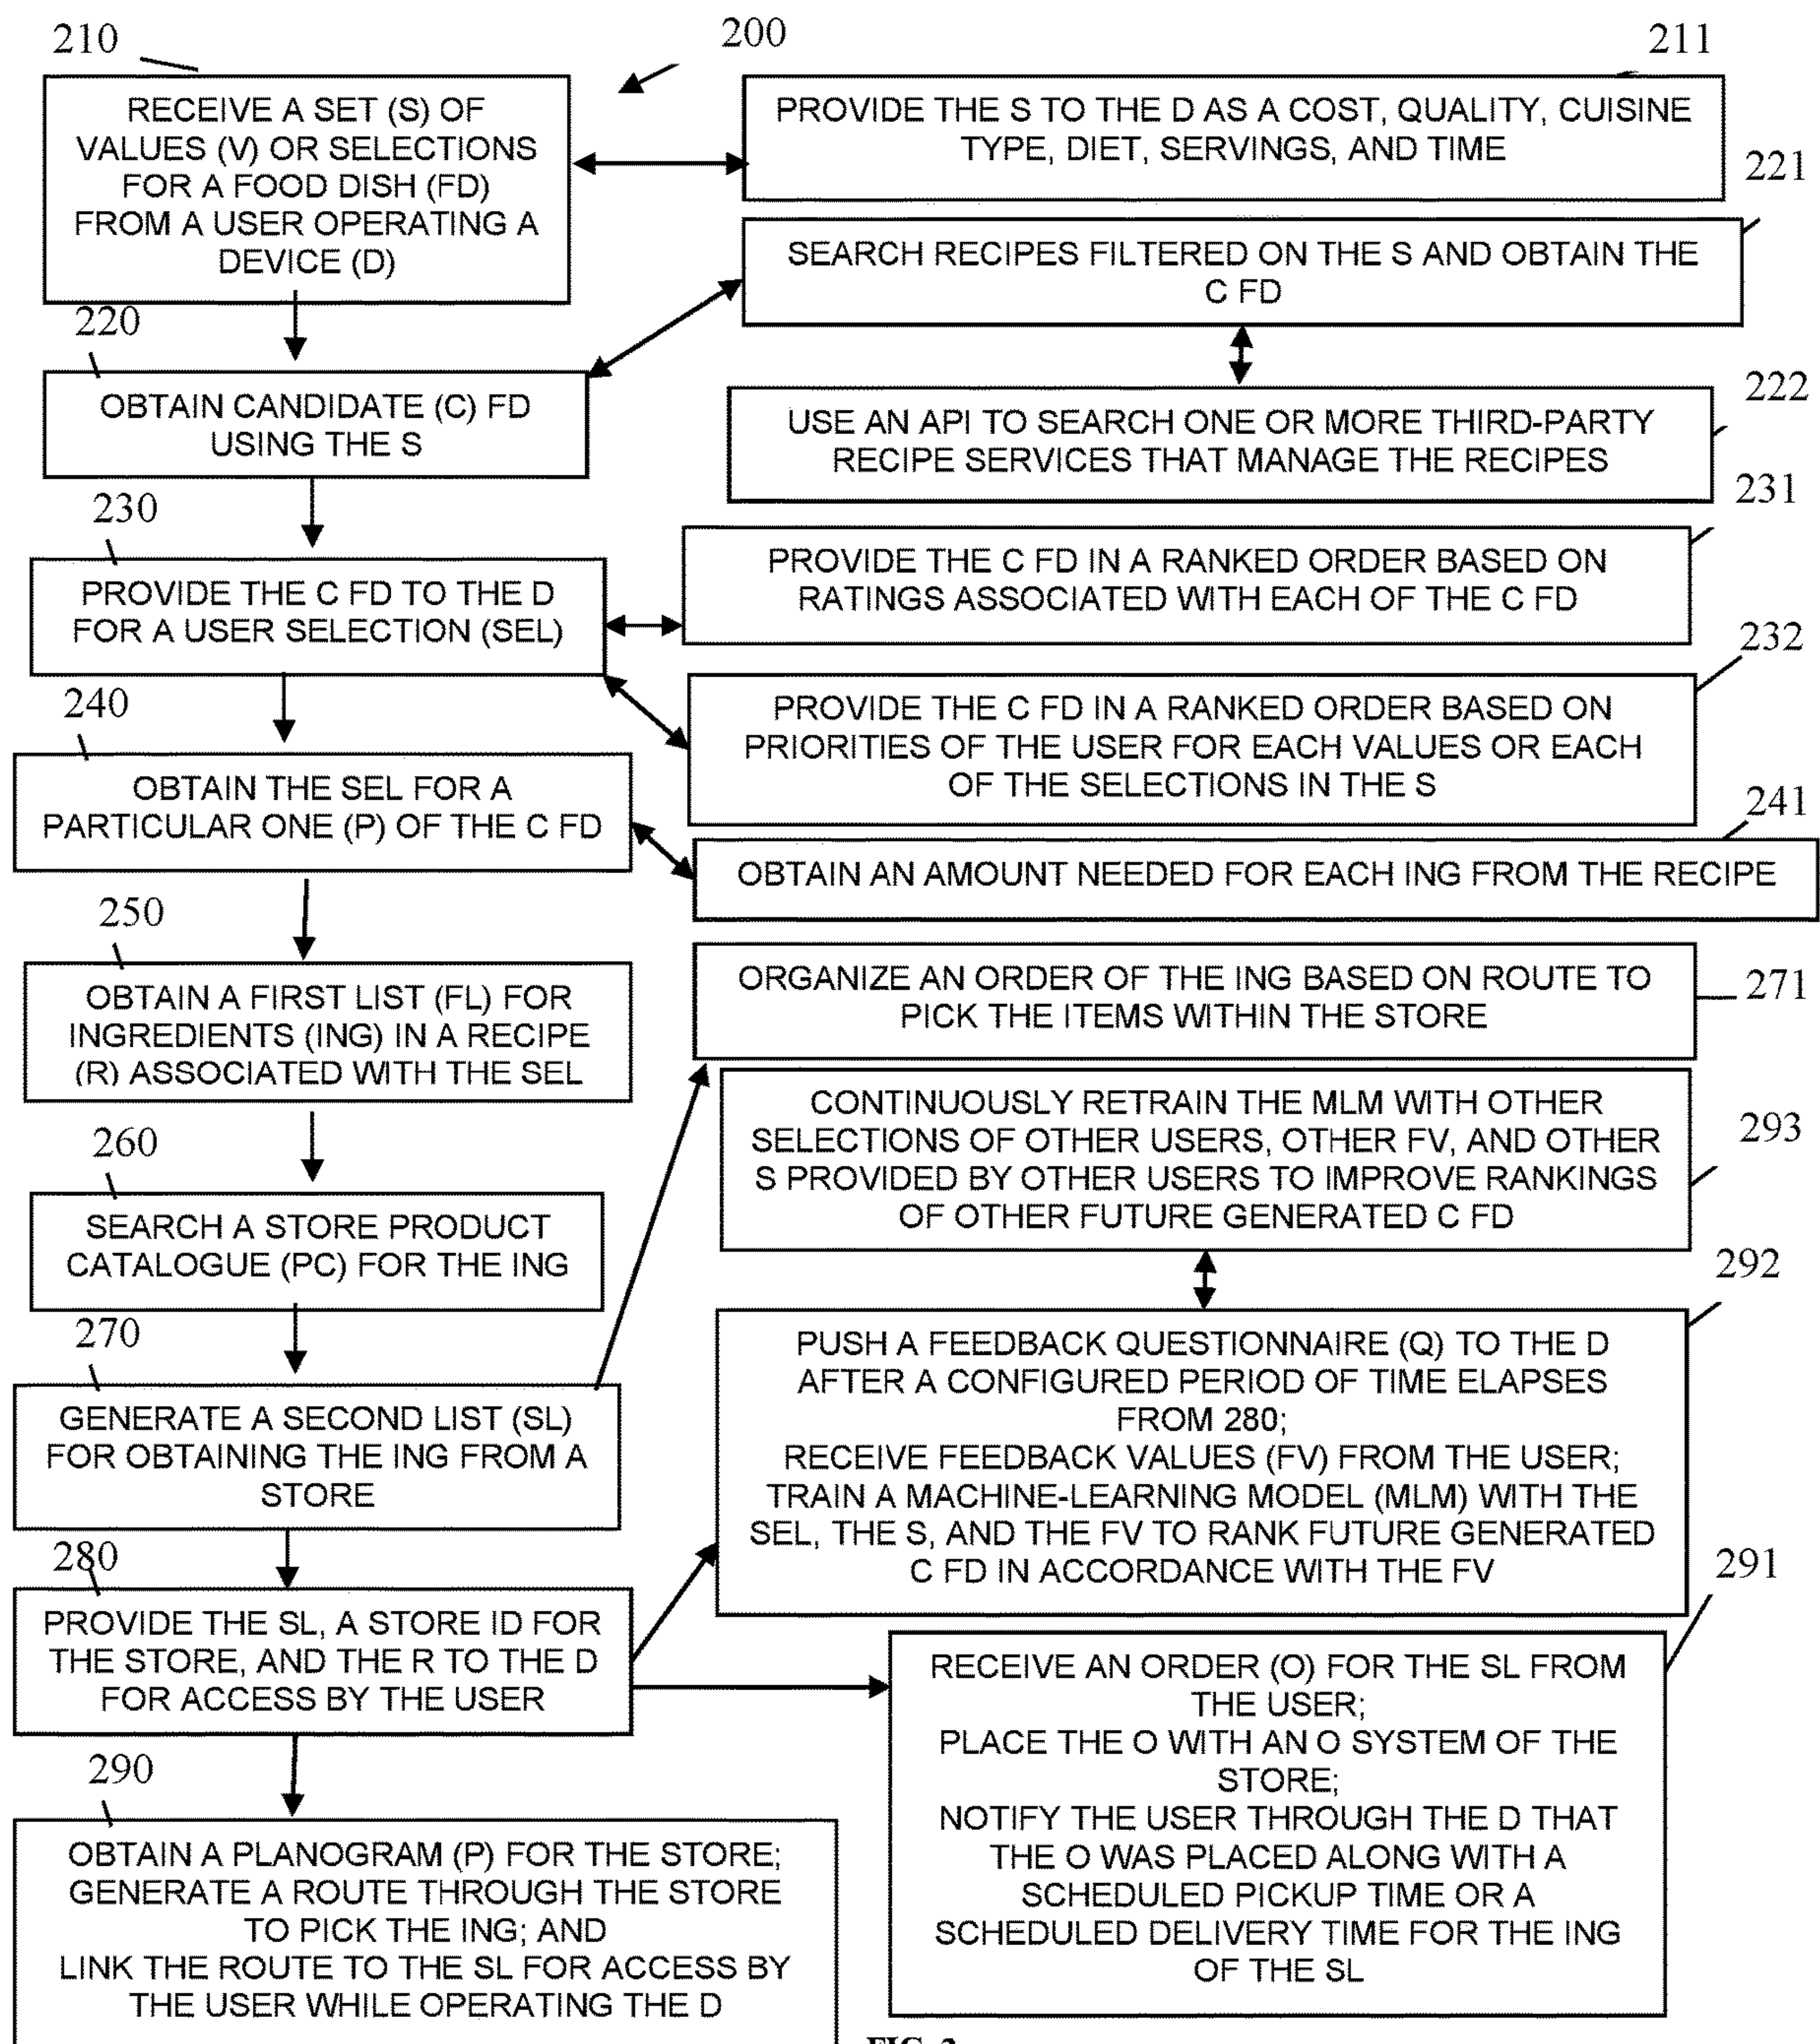 210
200
211
RECEIVE A SET (S) OF
VALUES (V) OR SELECTIONS
FOR A FOOD DISH (FD)
FROM A USER OPERATING A
DEVICE (D)
PROVIDE THE S TO THE D AS A COST, QUALITY, CUISINE
TYPE, DIET, SERVINGS, AND TIME
221
SEARCH RECIPES FILTERED ON THE S AND OBTAIN THE
C FD
220
OBTAIN CANDIDATE (C) FD
USING THE S
222
USE AN API TO SEARCH ONE OR MORE THIRD-PARTY
RECIPE SERVICES THAT MANAGE THE RECIPES
230
231
PROVIDE THE C FD TO THE D
FOR A USER SELECTION (SEL)
PROVIDE THE C FD IN A RANKED ORDER BASED ON
RATINGS ASSOCIATED WITH EACH OF THE C FD
232
PROVIDE THE C FD IN A RANKED ORDER BASED ON
PRIORITIES OF THE USER FOR EACH VALUES OR EACH
OF THE SELECTIONS IN THE S
240
OBTAIN THE SEL FOR A
PARTICULAR ONE (P) OF THE C FD
241
OBTAIN AN AMOUNT NEEDED FOR EACH ING FROM THE RECIPE
250
OBTAIN A FIRST LIST (FL) FOR
INGREDIENTS (ING) IN A RECIPE
(R) ASSOCIATED WITH THE SEL
ORGANIZE AN ORDER OF THE ING BASED ON ROUTE TO
PICK THE ITEMS WITHIN THE STORE
271
260
SEARCH A STORE PRODUCT
CATALOGUE (PC) FOR THE ING
CONTINUOUSLY RETRAIN THE MLM WITH OTHER
SELECTIONS OF OTHER USERS, OTHER FV, AND OTHER
S PROVIDED BY OTHER USERS TO IMPROVE RANKINGS
OF OTHER FUTURE GENERATED C FD
293
270
GENERATE A SECOND LIST (SL)
FOR OBTAINING THE ING FROM A
STORE
292
PUSH A FEEDBACK QUESTIONNAIRE (Q) TO THE D
AFTER A CONFIGURED PERIOD OF TIME ELAPSES
FROM 280;
RECEIVE FEEDBACK VALUES (FV) FROM THE USER;
TRAIN A MACHINE-LEARNING MODEL (MLM) WITH THE
SEL, THE S, AND THE FV TO RANK FUTURE GENERATED
C FD IN ACCORDANCE WITH THE FV
280
PROVIDE THE SL, A STORE ID FOR
THE STORE, AND THE R TO THE D
FOR ACCESS BY THE USER
291
RECEIVE AN ORDER (O) FOR THE SL FROM
THE USER;
PLACE THE O WITH AN O SYSTEM OF THE
STORE;
NOTIFY THE USER THROUGH THE D THAT
THE O WAS PLACED ALONG WITH A
SCHEDULED PICKUP TIME OR A
SCHEDULED DELIVERY TIME FOR THE ING
OF THE SL
290
OBTAIN A PLANOGRAM (P) FOR THE STORE;
GENERATE A ROUTE THROUGH THE STORE
TO PICK THE ING; AND
LINK THE ROUTE TO THE SL FOR ACCESS BY
THE USER WHILE OPERATING THE D